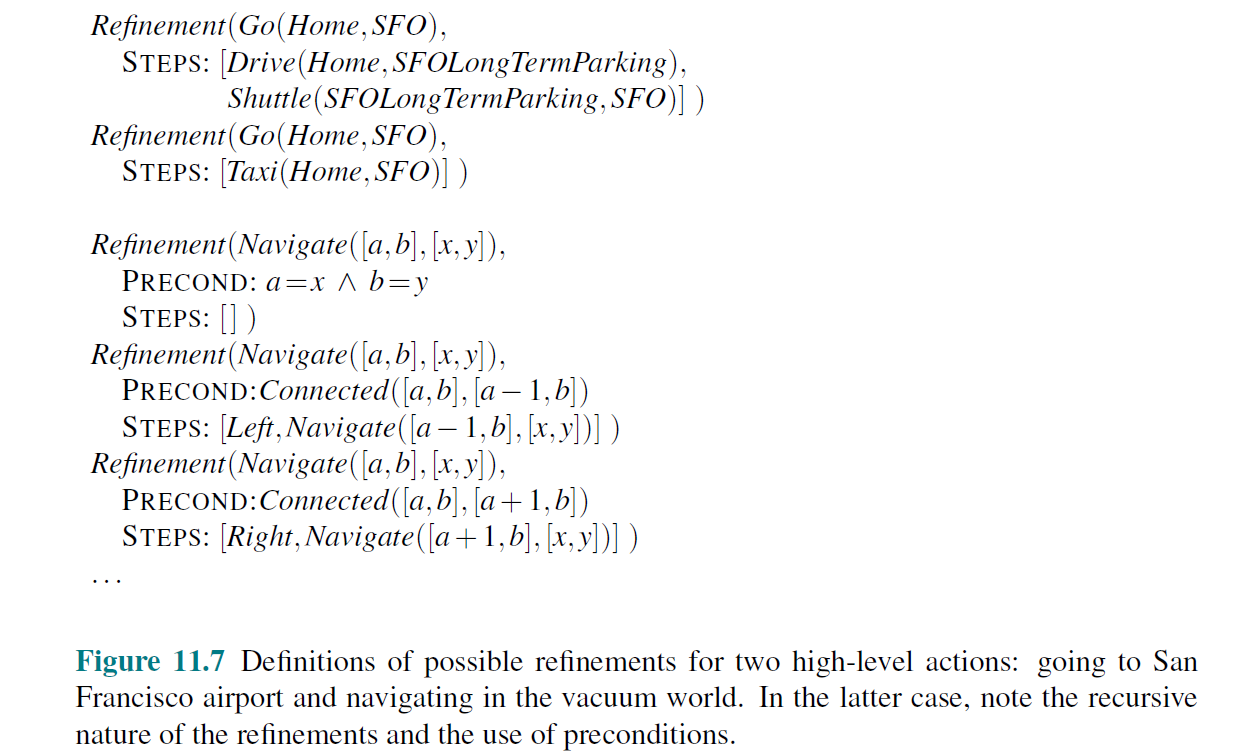 Refinement(Go(Home,SFO),
STEPS: [Drive(Home,SFOLongTermParking),
Shuttle(SFOLongTermParking,SFO)] )
Refinement(Go(Home,SFO),
STEPS: [Taxi(Home,SFO)] )
Refinement(Navigate([a,b],[x,y]),
PRECOND: a=x ∧ b=y
STEPS: [] )
Refinement(Navigate([a,b],[x,y]),
PRECOND:Connected([a,b],[a−1,b])
STEPS: [Left,Navigate([a−1,b],[x,y])] )
Refinement(Navigate([a,b],[x,y]),
PRECOND:Connected([a,b],[a+1,b])
STEPS: [Right,Navigate([a+1,b],[x,y])] )
...
Figure 11.7 Definitions of possible refinements for two high-level actions: going to San
Francisco airport and navigating in the vacuum world. In the latter case, note the recursive
nature of the refinements and the use of preconditions.